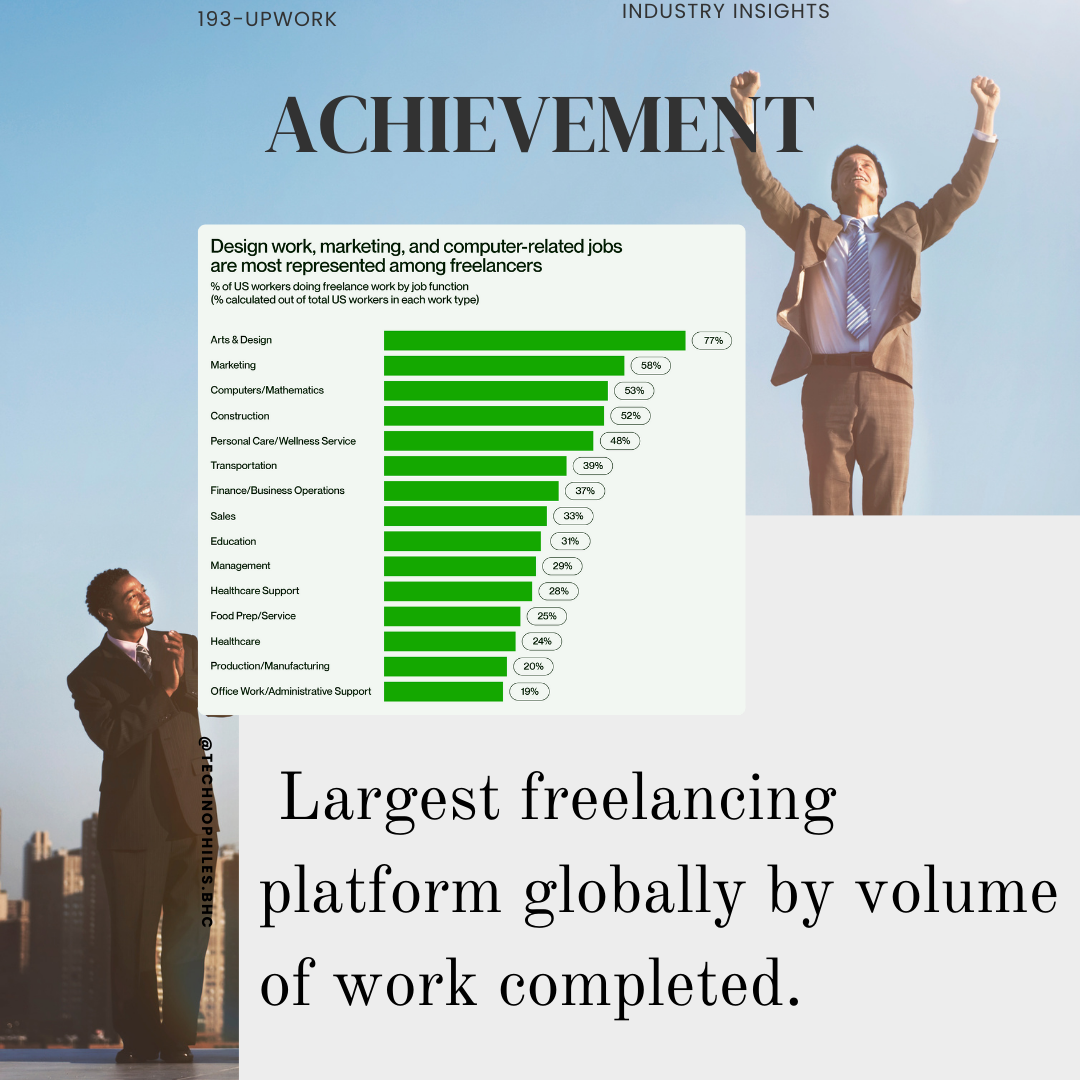 193-UPWORK
INDUSTRY INSIGHTS
ACHIEVEMENT
Design work, marketing, and computer-related jobs
are most represented among freelancers
% of US workers doing freelance work by job function
(% calculated out of total US workers in each work type)
Arts & Design 77%
Marketing 58%
Computers/Mathematics 53%
Construction 52%
Personal Care/Wellness Service 48%
Transportation 39%
Finance/Business Operations 37%
Sales 33%
Education 31%
Management 29%
Healthcare Support 28%
Food Prep/Service 25%
Healthcare 24%
Production/Manufacturing 20%
Office Work/Administrative Support 19%
@TECHNOPHILES.BHC
Largest freelancing
platform globally by volume
of work completed.